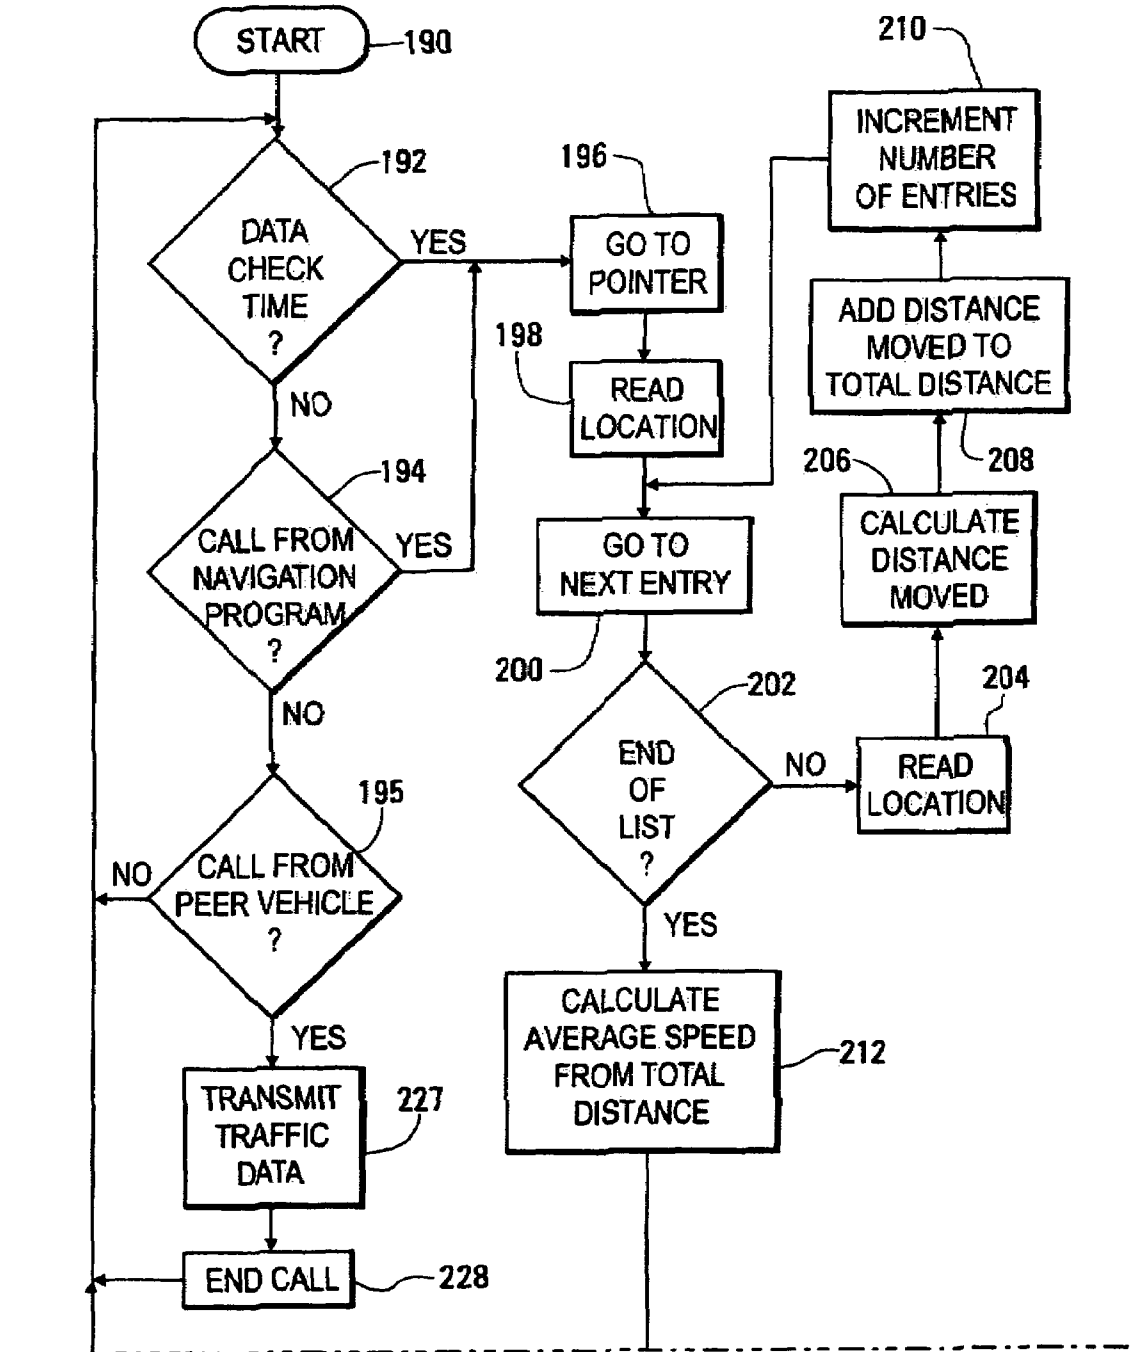 START
190
210
INCREMENT
NUMBER
OF ENTRIES
192
DATA
CHECK
TIME
?
YES
NO
196
GO TO
POINTER
198
READ
LOCATION
ADD DISTANCE
MOVED TO
TOTAL DISTANCE
208
206
CALCULATE
DISTANCE
MOVED
194
CALL FROM
NAVIGATION
PROGRAM
?
YES
NO
GO TO
NEXT ENTRY
200
202
END
OF
LIST
?
NO
YES
204
READ
LOCATION
195
CALL FROM
PEER VEHICLE
?
NO
YES
CALCULATE
AVERAGE SPEED
FROM TOTAL
DISTANCE
212
TRANSMIT
TRAFFIC
DATA
227
END CALL
228